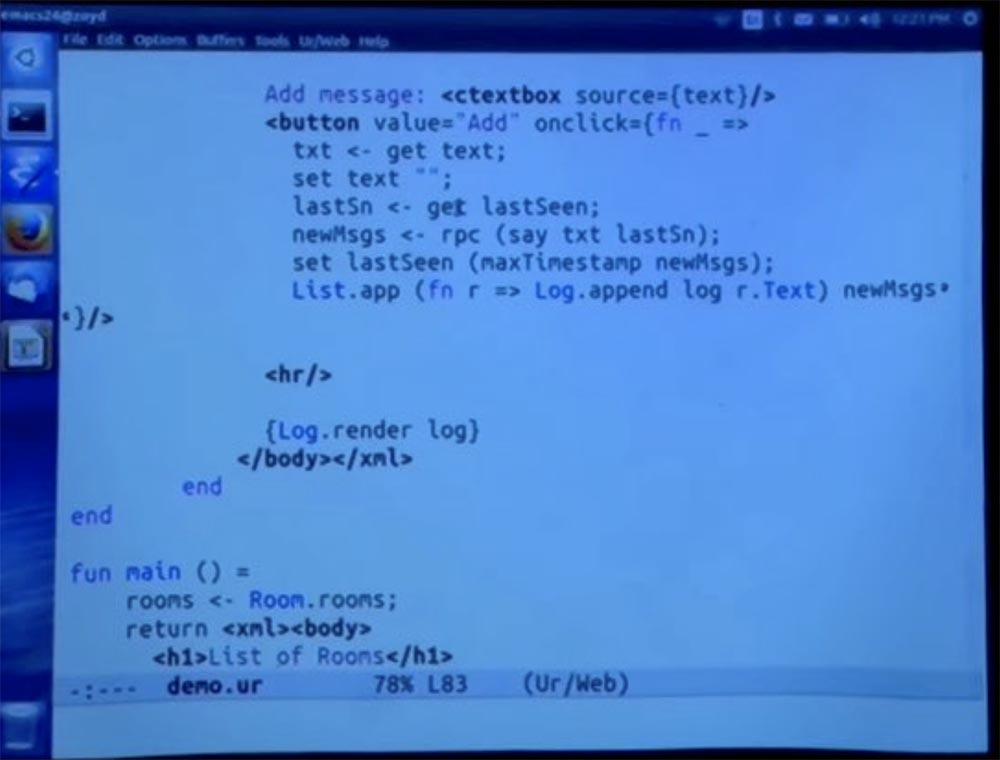 emacs24@zoyd
12:21 PM
File Edit Options Buffers Tools Ur/Web Help
Add message: <ctextbox source={text}/>
<button value="Add" onclick={fn _ =>
txt <- get text;
set text "";
lastSn <- get lastSeen;
newMsgs <- rpc (say txt lastSn);
set lastSeen (maxTimestamp newMsgs);
List.app (fn r => Log.append log r.Text) newMsgs
}/>
<hr/>
{Log.render log}
</body></xml>
end
end
fun main () =
rooms <- Room.rooms;
return <xml><body>
<h1>List of Rooms</h1>
-:--- demo.ur 78% L83 (Ur/Web)